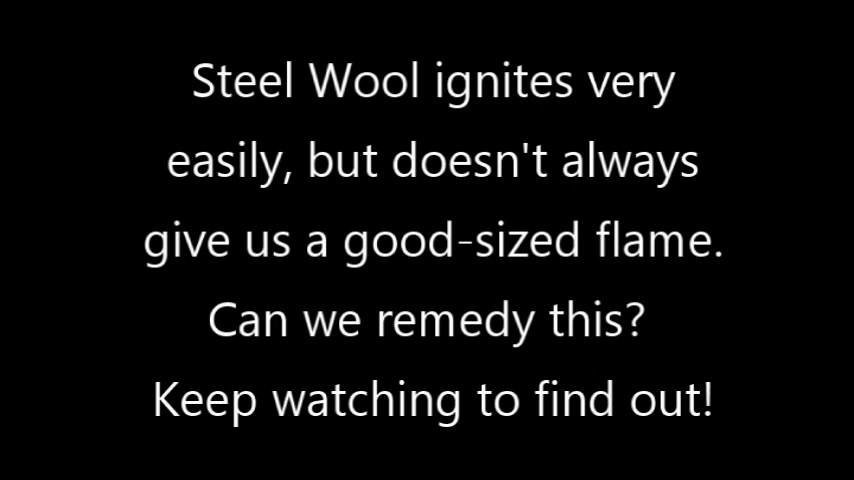 Steel Wool ignites very
easily, but doesn't always
give us a good-sized flame.
Can we remedy this?
Keep watching to find out!